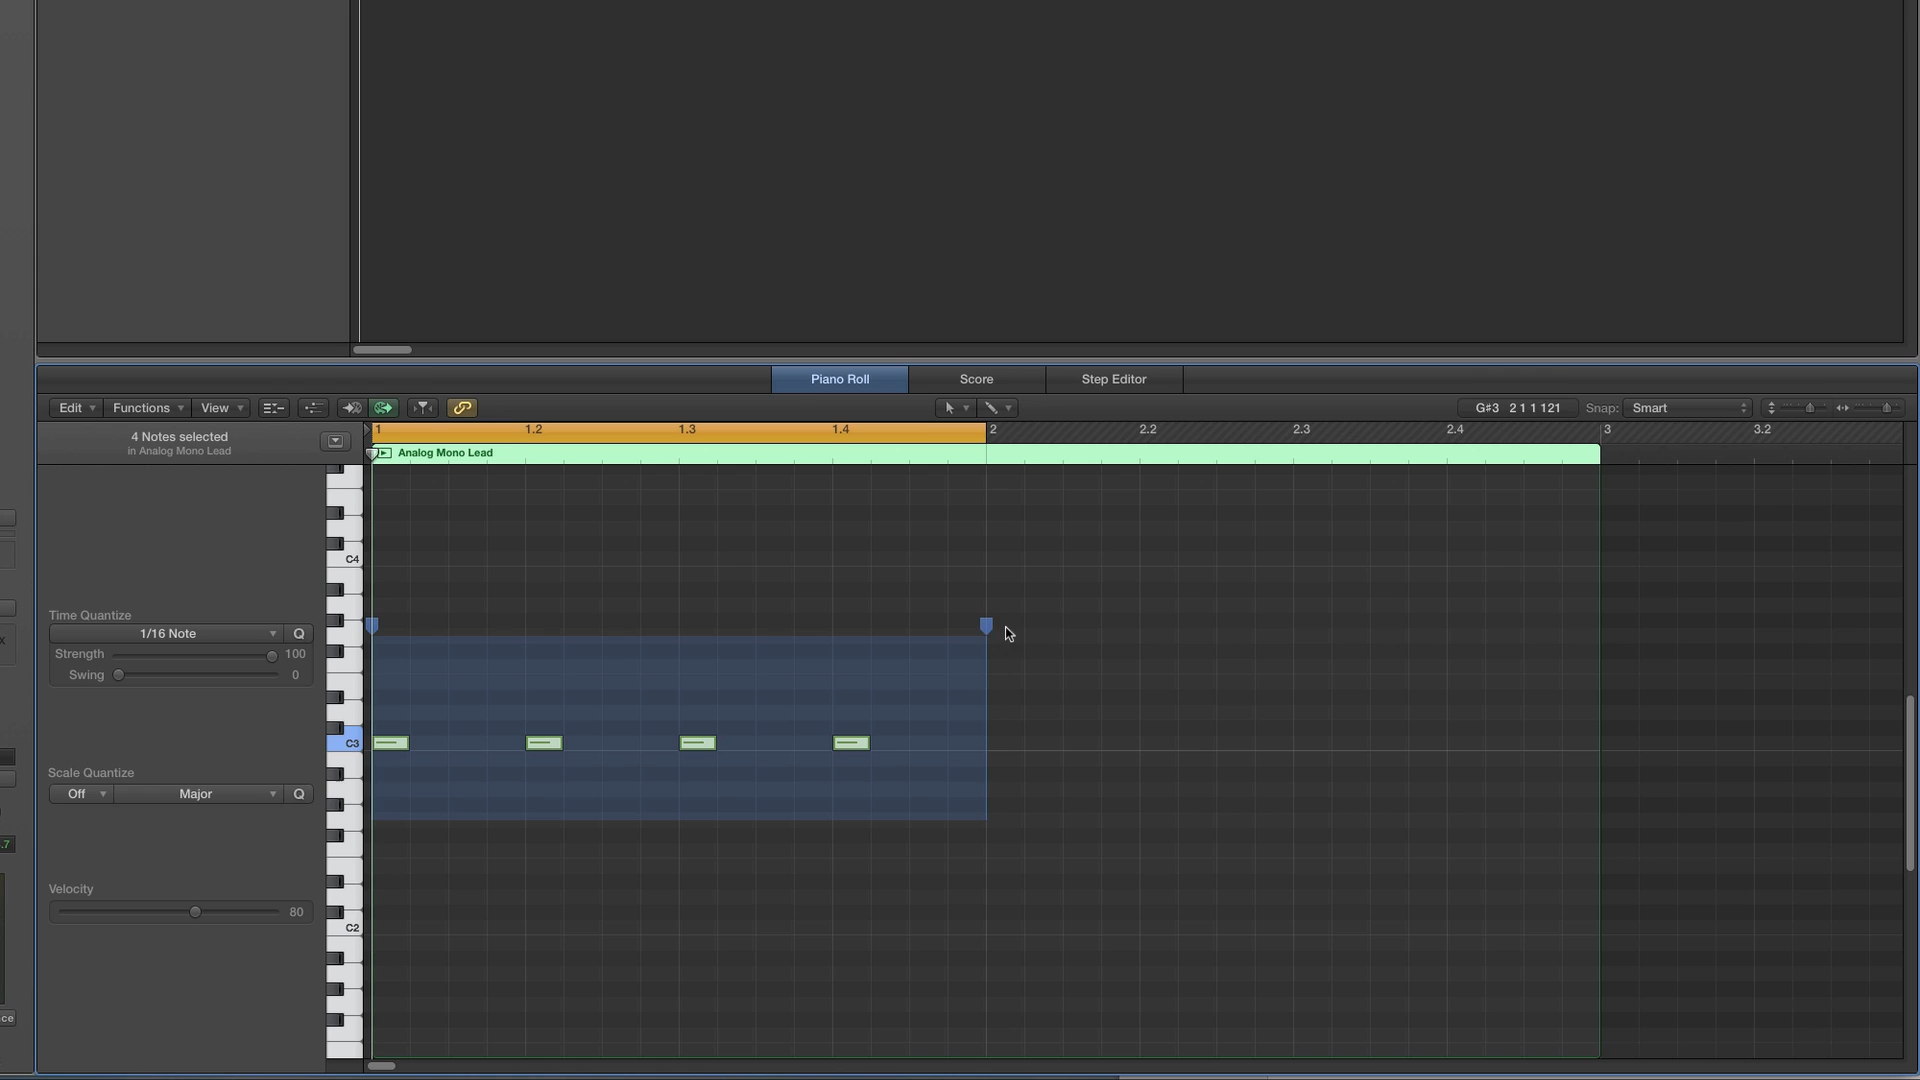 Piano Roll
Score
Step Editor
Edit
Functions
View
G#3 2 1 1 121
Snap:
Smart
4 Notes selected
in Analog Mono Lead
1
1.2
1.3
1.4
2
2.2
2.3
2.4
3
3.2
Analog Mono Lead
C4
Time Quantize
1/16 Note
Q
Strength
100
Swing
0
C3
Scale Quantize
Off
Major
Q
.7
Velocity
80
C2
ce